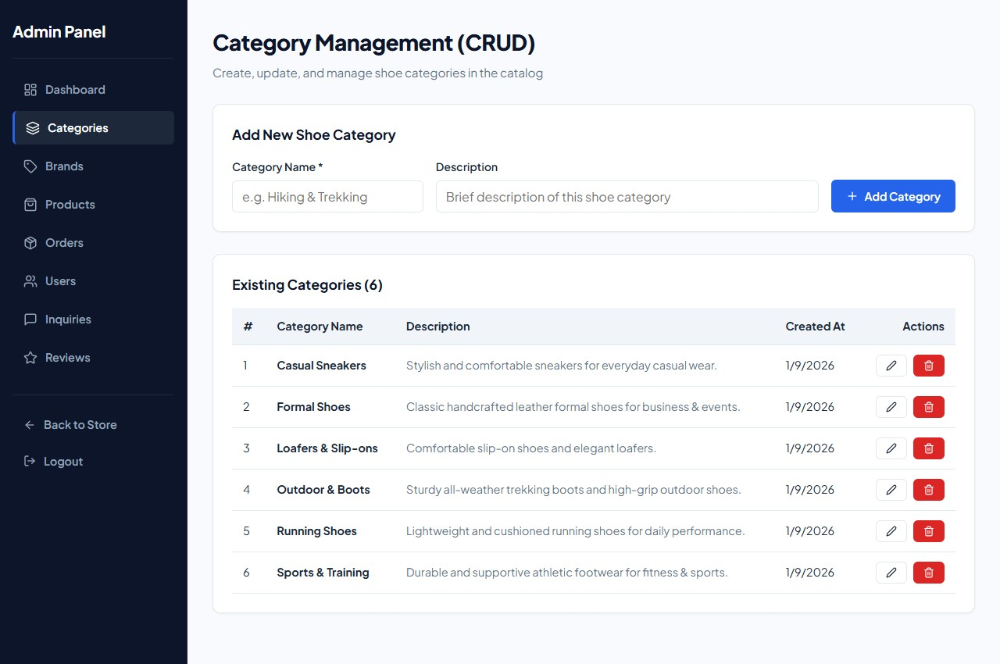 Admin Panel
Dashboard
Categories
Brands
Products
Orders
Users
Inquiries
Reviews
Back to Store
Logout
Category Management (CRUD)
Create, update, and manage shoe categories in the catalog
Add New Shoe Category
Category Name * Description
e.g. Hiking & Trekking Brief description of this shoe category Add Category
Existing Categories (6)
# Category Name Description Created At Actions
1 Casual Sneakers Stylish and comfortable sneakers for everyday casual wear. 1/9/2026
2 Formal Shoes Classic handcrafted leather formal shoes for business & events. 1/9/2026
3 Loafers & Slip-ons Comfortable slip-on shoes and elegant loafers. 1/9/2026
4 Outdoor & Boots Sturdy all-weather trekking boots and high-grip outdoor shoes. 1/9/2026
5 Running Shoes Lightweight and cushioned running shoes for daily performance. 1/9/2026
6 Sports & Training Durable and supportive athletic footwear for fitness & sports. 1/9/2026